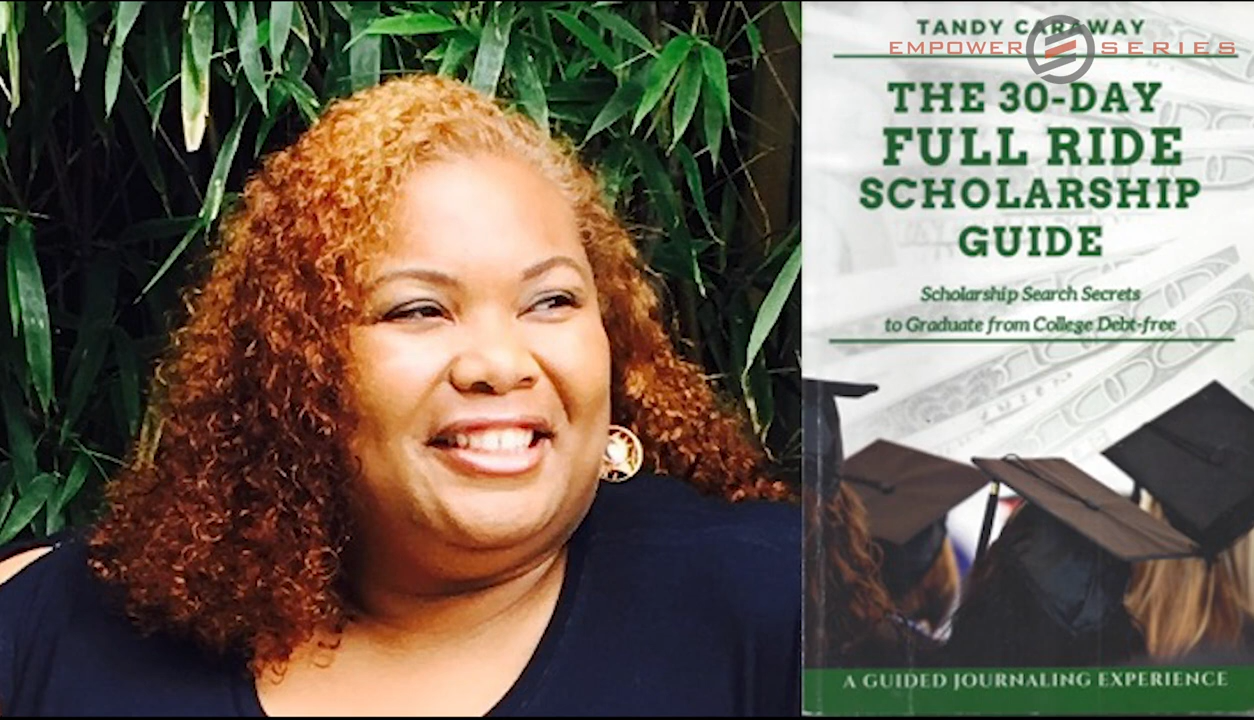 TANDY CARAWAY
EMPOWER SERIES
THE 30-DAY
FULL RIDE
SCHOLARSHIP
GUIDE
Scholarship Search Secrets
to Graduate from College Debt-free
A GUIDED JOURNALING EXPERIENCE